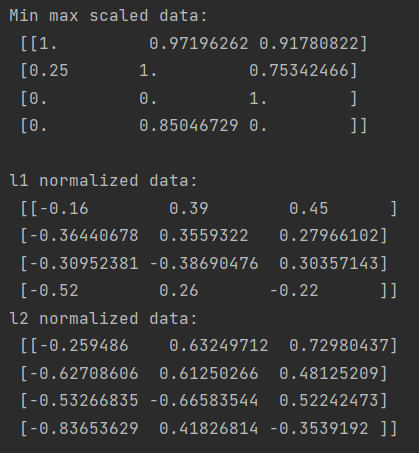 Min max scaled data:
[[1.         0.97196262 0.91780822]
[0.25       1.         0.75342466]
[0.         0.         1.        ]
[0.         0.85046729 0.        ]]
l1 normalized data:
[[-0.16        0.39        0.45      ]
[-0.36440678  0.3559322   0.27966102]
[-0.30952381 -0.38690476  0.30357143]
[-0.52        0.26       -0.22      ]]
l2 normalized data:
[[-0.259486    0.63249712  0.72980437]
[-0.62708606  0.61250266  0.48125209]
[-0.53266835 -0.66583544  0.52242473]
[-0.83653629  0.41826814 -0.3539192 ]]